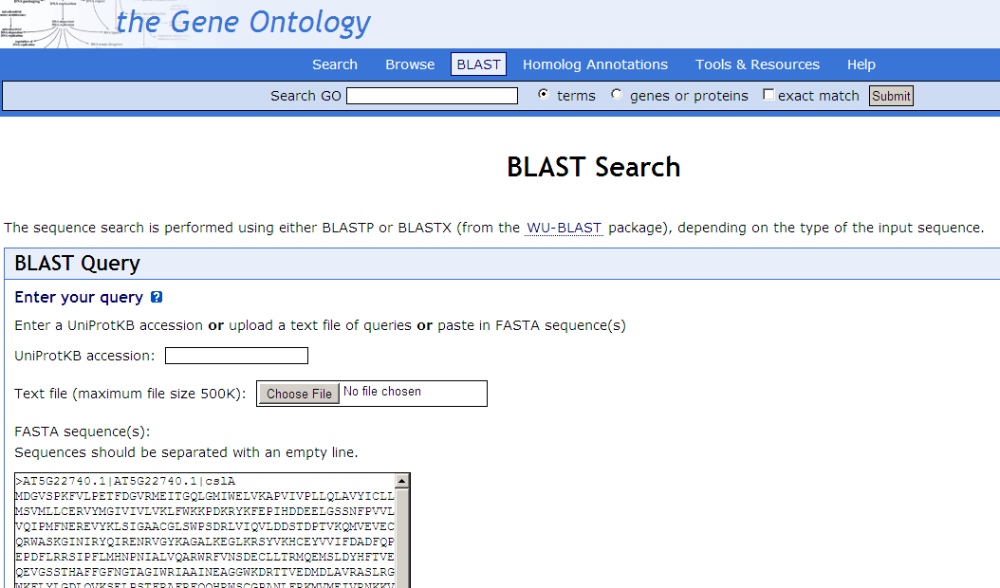 the Gene Ontology
Search Browse BLAST Homolog Annotations Tools & Resources Help
Search GO terms genes or proteins exact match Submit
BLAST Search
The sequence search is performed using either BLASTP or BLASTX (from the WU-BLAST package), depending on the type of the input sequence.
BLAST Query
Enter your query ?
Enter a UniProtKB accession or upload a text file of queries or paste in FASTA sequence(s)
UniProtKB accession:
Text file (maximum file size 500K): Choose File No file chosen
FASTA sequence(s):
Sequences should be separated with an empty line.
>AT5G22740.1|AT5G22740.1|cslA
MDGVSPKFVLPETFDGVRMEITGQLGMIWELVKAPVIVPLLQLAVYICLL
MSVMLLCERVYMGIVIVLVKLFWKKPDKRYKFEPIHDDEELGSSNFPVVL
VQIPMFNEREVYKLSIGAACGLSWPSDRLVIQVLDDSTDPTVKQMVEVEC
QRWASKGINIRYQIRENRVGYKAGALKEGLKRSYVKHCEYVVIFDADFQP
EPDFLRRSIPFLMHNPNIALVQARWRFVNSDECLLTRMQEMSLDYHFTVE
QEVGSSTHAFFGFNGTAGIWRIAAINEAGGWKDRTTVEDMDLAVRASLRG